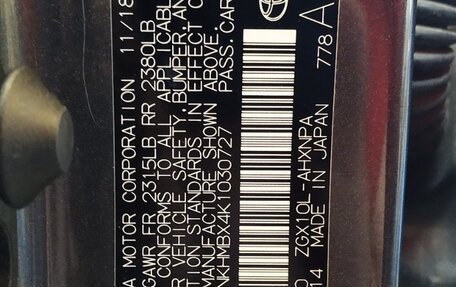 A MOTOR CORPORATION 11/18
GAWR FR 2315LB RR 2380LB
CONFORMS TO ALL APPLICABL
R VEHICLE SAFETY, BUMPER, AN
TION STANDARDS IN EFFECT O
MANUFACTURE SHOWN ABOVE.
NKHMBX4K1030727 PASS. CAR
ZGX10L-AHXNPA
14 MADE IN JAPAN 778 A